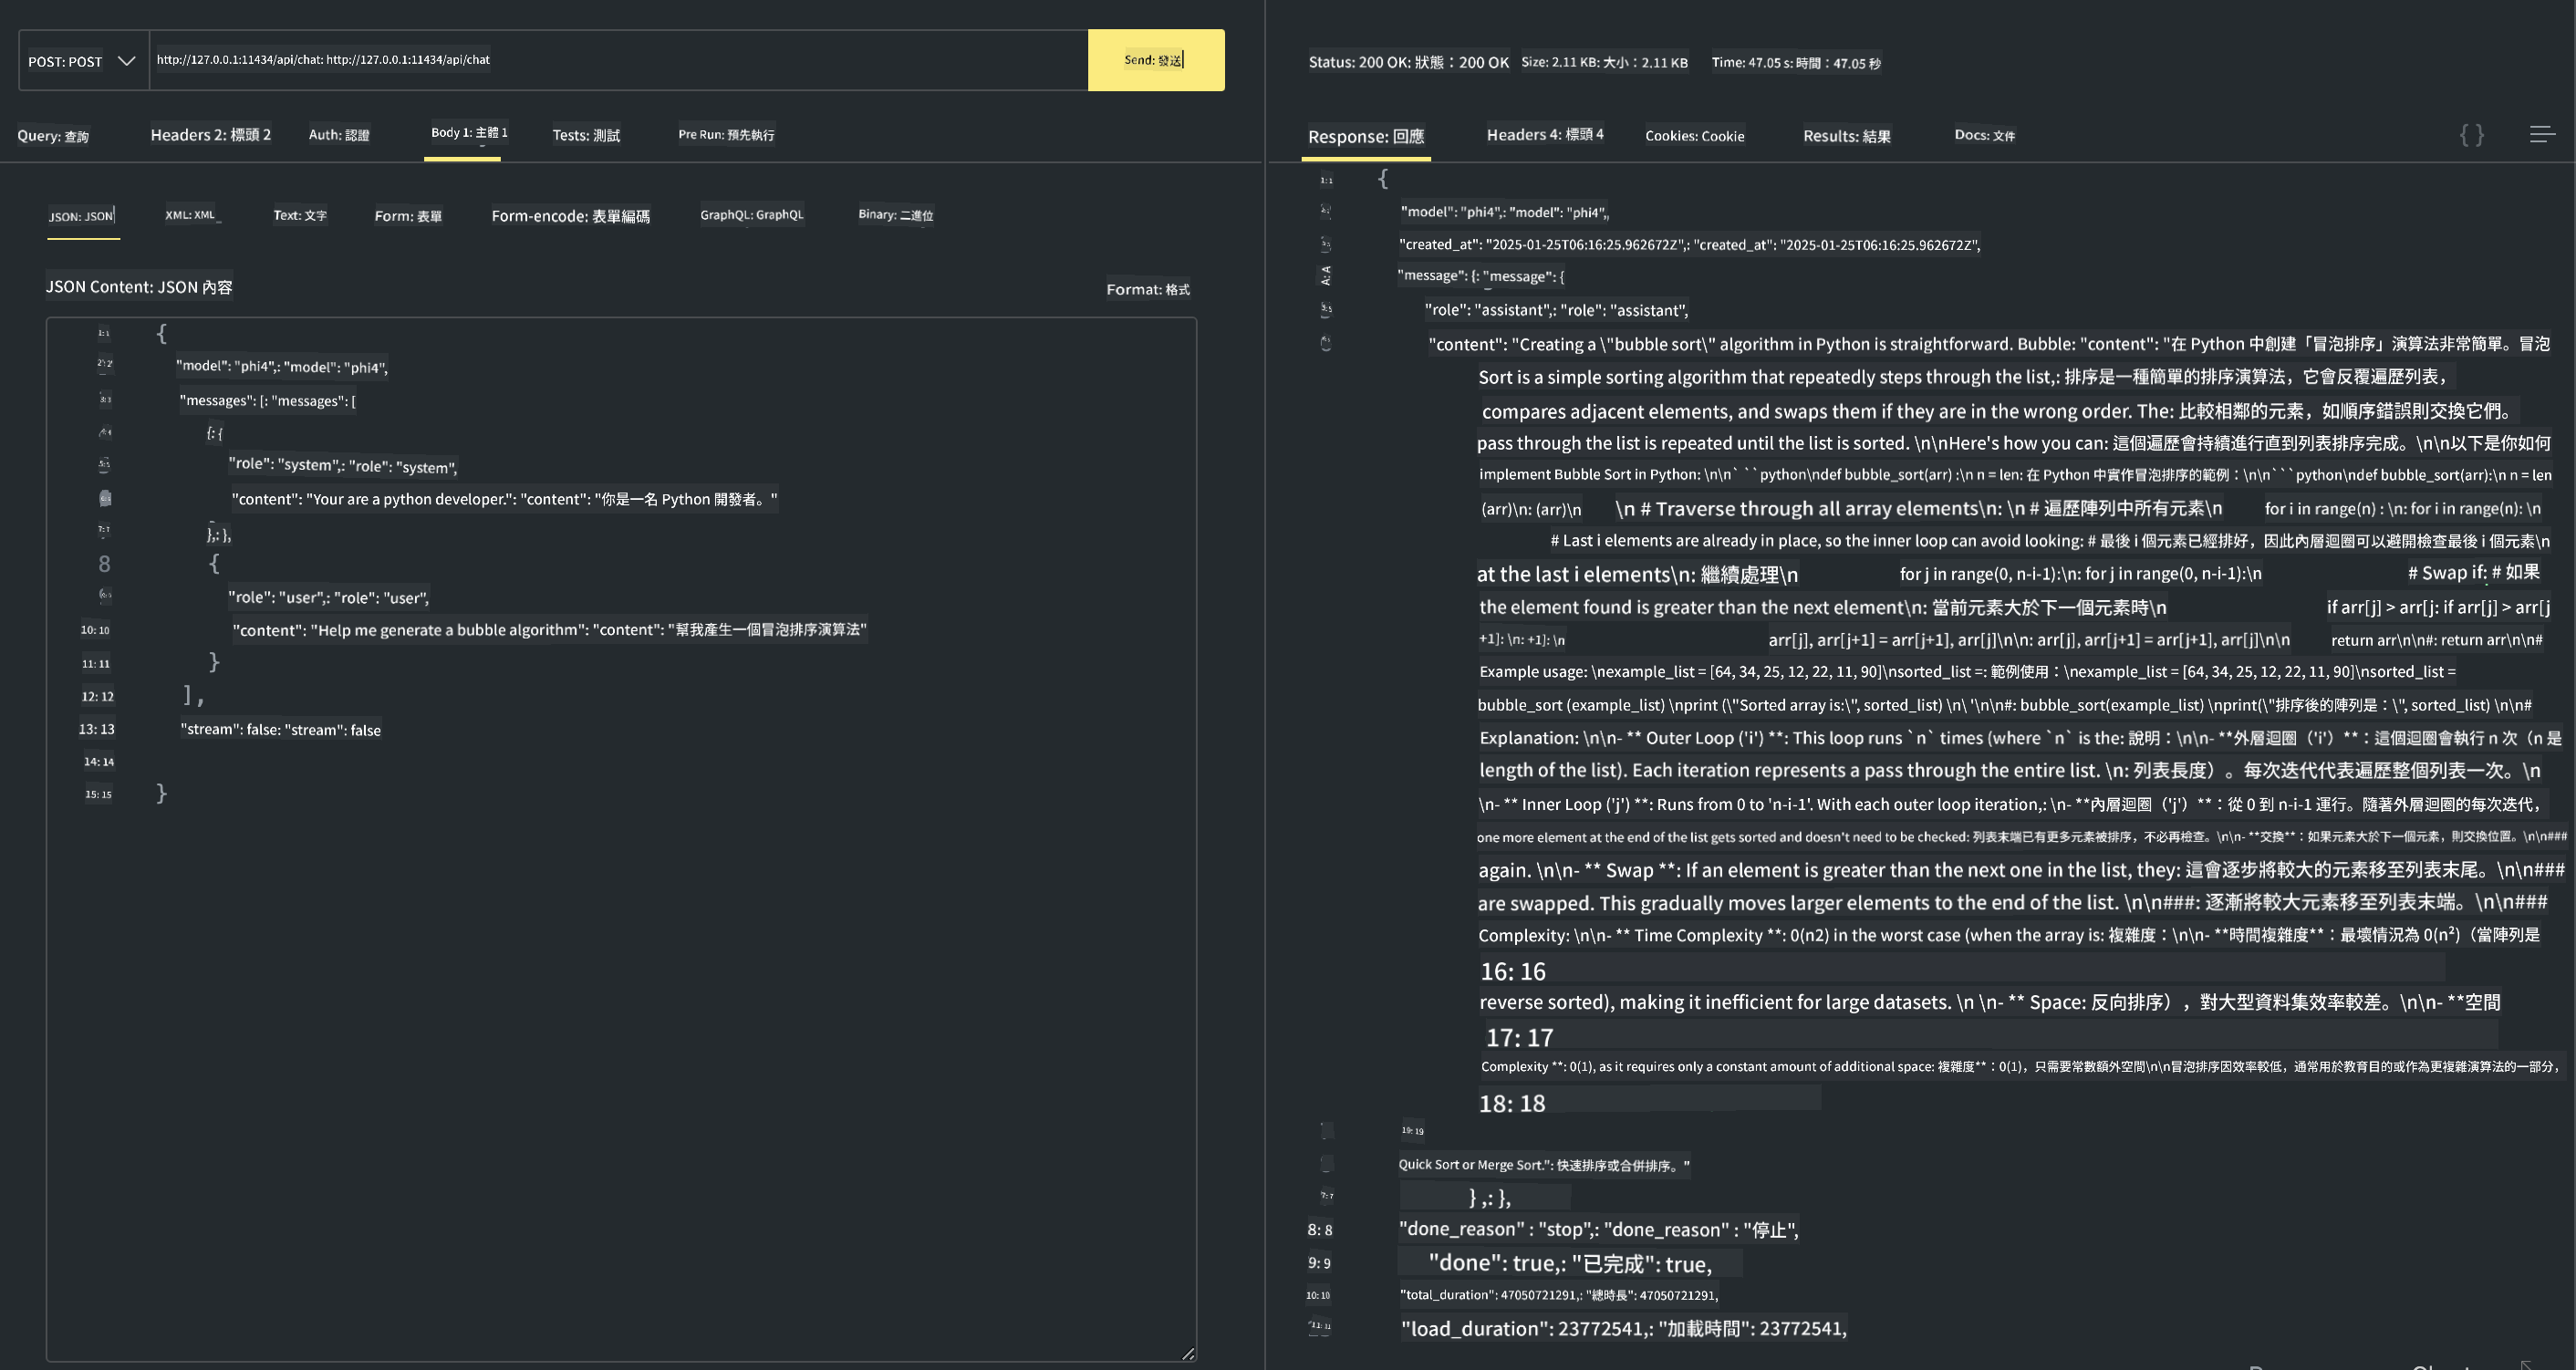 POST: POST
http://127.0.0.1:11434/api/chat: http://127.0.0.1:11434/api/chat
Send: 發送
Query: 查詢 Headers 2: 標頭 2 Auth: 認證 Body 1: 主體 1 Tests: 測試 Pre Run: 預先執行
JSON: JSON XML: XML Text: 文字 Form: 表單 Form-encode: 表單編碼 GraphQL: GraphQL Binary: 二進位
JSON Content: JSON 內容 Format: 格式
1: 1 {
2: 2 "model": "phi4",: "model": "phi4",
3: 3 "messages": [: "messages": [
{: {
5: 5 "role": "system",: "role": "system",
"content": "Your are a python developer.": "content": "你是一名 Python 開發者。"
7: 7 },: },
8 {
"role": "user",: "role": "user",
10: 10 "content": "Help me generate a bubble algorithm": "content": "幫我產生一個冒泡排序演算法"
11: 11 }
12: 12 ],
13: 13 "stream": false: "stream": false
14: 14
15: 15 }
Status: 200 OK: 狀態：200 OK Size: 2.11 KB: 大小：2.11 KB Time: 47.05 s: 時間：47.05 秒
Response: 回應 Headers 4: 標頭 4 Cookies: Cookie Results: 結果 Docs: 文件 { }
1: 1 {
"model": "phi4",: "model": "phi4",,
"created_at": "2025-01-25T06:16:25.962672Z",: "created_at": "2025-01-25T06:16:25.962672Z",
A: A "message": {: "message": {
5: 5 "role": "assistant",: "role": "assistant",
"content": "Creating a \"bubble sort\" algorithm in Python is straightforward. Bubble: "content": "在 Python 中創建「冒泡排序」演算法非常簡單。冒泡
Sort is a simple sorting algorithm that repeatedly steps through the list,: 排序是一種簡單的排序演算法，它會反覆遍歷列表，
compares adjacent elements, and swaps them if they are in the wrong order. The: 比較相鄰的元素，如順序錯誤則交換它們。
pass through the list is repeated until the list is sorted. \n\nHere's how you can: 這個遍歷會持續進行直到列表排序完成。\n\n以下是你如何
implement Bubble Sort in Python: \n\n` ``python\ndef bubble_sort(arr) :\n n = len: 在 Python 中實作冒泡排序的範例：\n\n```python\ndef bubble_sort(arr):\n n = len
(arr)\n: (arr)\n \n # Traverse through all array elements\n: \n # 遍歷陣列中所有元素\n for i in range(n) : \n: for i in range(n): \n
# Last i elements are already in place, so the inner loop can avoid looking: # 最後 i 個元素已經排好，因此內層迴圈可以避開檢查最後 i 個元素\n
at the last i elements\n: 繼續處理\n for j in range(0, n-i-1):\n: for j in range(0, n-i-1):\n # Swap if: # 如果
the element found is greater than the next element\n: 當前元素大於下一個元素時\n if arr[j] > arr[j: if arr[j] > arr[j
+1]: \n: +1]: \n arr[j], arr[j+1] = arr[j+1], arr[j]\n\n: arr[j], arr[j+1] = arr[j+1], arr[j]\n\n return arr\n\n#: return arr\n\n#
Example usage: \nexample_list = [64, 34, 25, 12, 22, 11, 90]\nsorted_list =: 範例使用：\nexample_list = [64, 34, 25, 12, 22, 11, 90]\nsorted_list =
bubble_sort (example_list) \nprint (\"Sorted array is:\", sorted_list) \n\ '\n\n#: bubble_sort(example_list) \nprint(\"排序後的陣列是：\", sorted_list) \n\n#
Explanation: \n\n- ** Outer Loop ('i') **: This loop runs `n` times (where `n` is the: 說明：\n\n- **外層迴圈（'i'）**：這個迴圈會執行 n 次（n 是
length of the list). Each iteration represents a pass through the entire list. \n: 列表長度）。每次迭代代表遍歷整個列表一次。\n
\n- ** Inner Loop ('j') **: Runs from 0 to 'n-i-1'. With each outer loop iteration,: \n- **內層迴圈（'j'）**：從 0 到 n-i-1 運行。隨著外層迴圈的每次迭代，
one more element at the end of the list gets sorted and doesn't need to be checked: 列表末端已有更多元素被排序，不必再檢查。\n\n- **交換**：如果元素大於下一個元素，則交換位置。\n\n###
again. \n\n- ** Swap **: If an element is greater than the next one in the list, they: 這會逐步將較大的元素移至列表末尾。\n\n###
are swapped. This gradually moves larger elements to the end of the list. \n\n###: 逐漸將較大元素移至列表末端。\n\n###
Complexity: \n\n- ** Time Complexity **: 0(n2) in the worst case (when the array is: 複雜度：\n\n- **時間複雜度**：最壞情況為 0(n²)（當陣列是
16: 16
reverse sorted), making it inefficient for large datasets. \n \n- ** Space: 反向排序），對大型資料集效率較差。\n\n- **空間
17: 17
Complexity **: 0(1), as it requires only a constant amount of additional space: 複雜度**：0(1)，只需要常數額外空間\n\n冒泡排序因效率較低，通常用於教育目的或作為更複雜演算法的一部分，
18: 18
19: 19
Quick Sort or Merge Sort.": 快速排序或合併排序。"
7: 7 } ,: },
8: 8 "done_reason" : "stop",: "done_reason" : "停止",
9: 9 "done": true,: "已完成": true,
10: 10 "total_duration": 47050721291,: "總時長": 47050721291,
11: 11 "load_duration": 23772541,: "加載時間": 23772541,